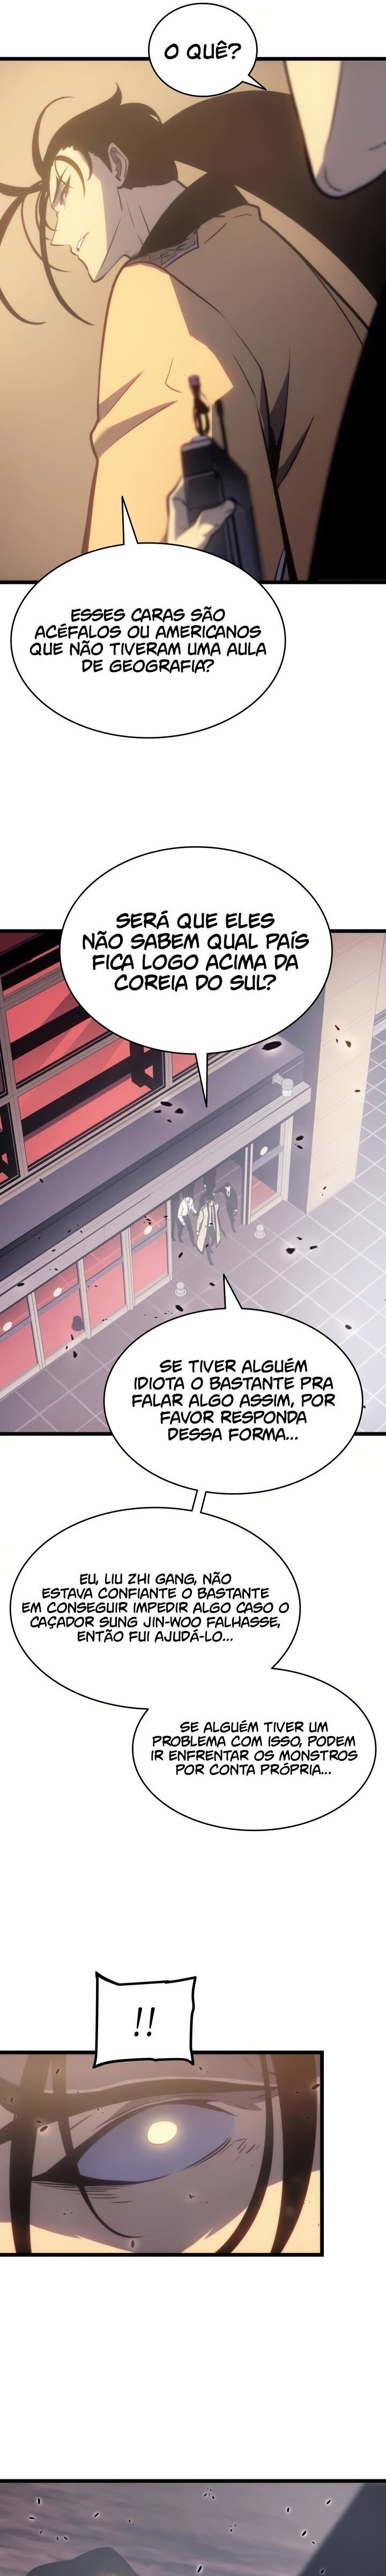 O QUÊ?
ESSES CARAS SÃO
ACÉFALOS OU AMERICANOS
QUE NÃO TIVERAM UMA AULA
DE GEOGRAFIA?
SERÁ QUE ELES
NÃO SABEM QUAL PAÍS
FICA LOGO ACIMA DA
COREIA DO SUL?
SE TIVER ALGUÉM
IDIOTA O BASTANTE PRA
FALAR ALGO ASSIM, POR
FAVOR RESPONDA
DESSA FORMA...
EU, LIU ZHI GANG, NÃO
ESTAVA CONFIANTE O BASTANTE
EM CONSEGUIR IMPEDIR ALGO CASO O
CAÇADOR SUNG JIN-WOO FALHASSE,
ENTÃO FUI AJUDÁ-LO...
SE ALGUÉM TIVER UM
PROBLEMA COM ISSO, PODEM
IR ENFRENTAR OS MONSTROS
POR CONTA PRÓPRIA...
!!